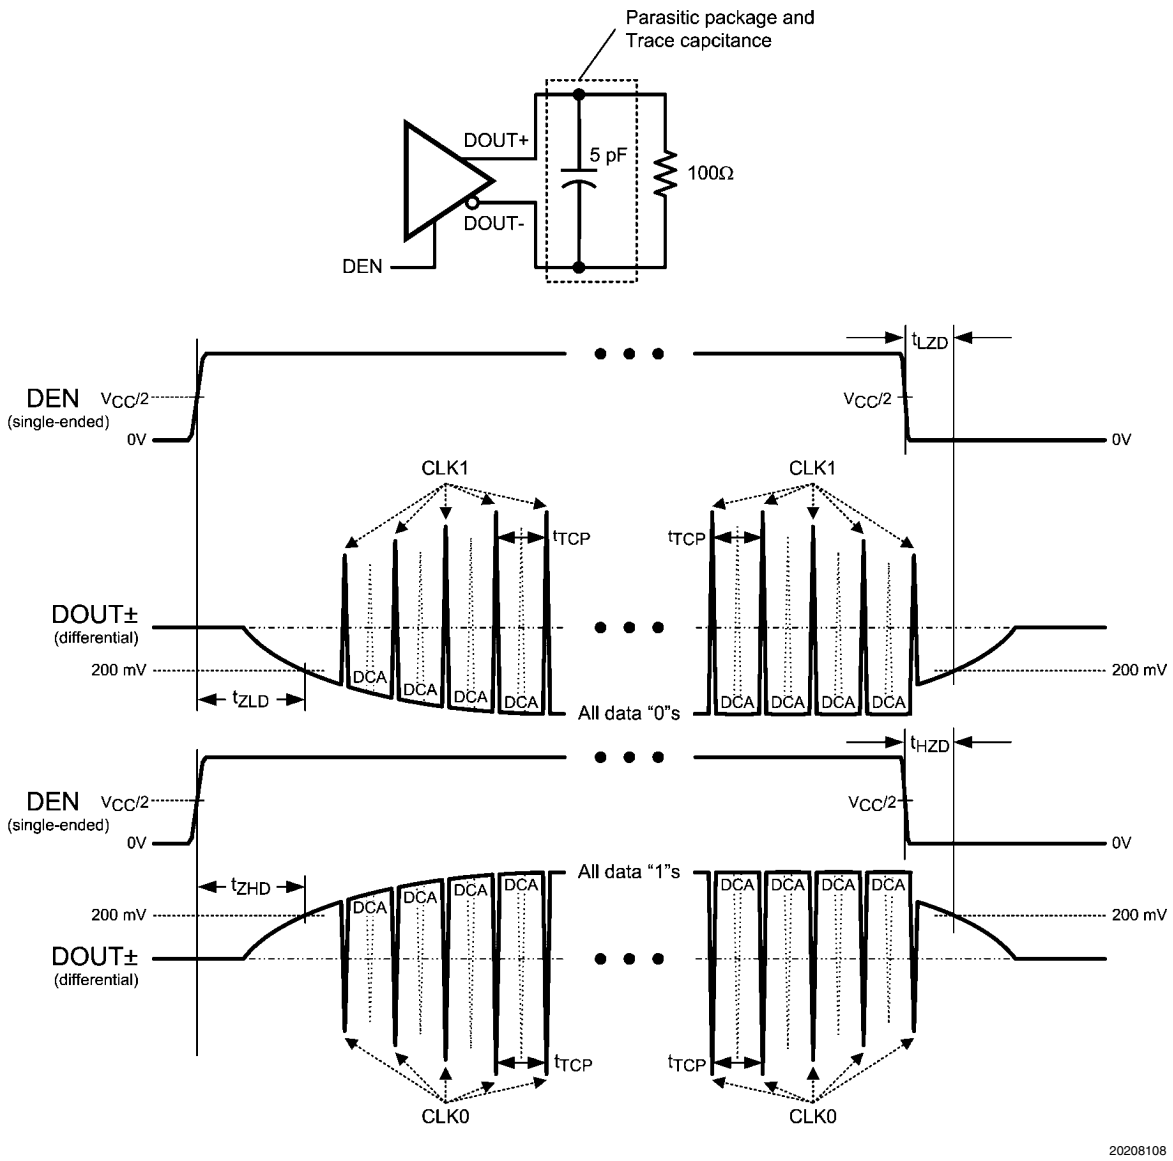 Parasitic package and
Trace capcitance
DOUT+
5 pF
100Ω
DOUT-
DEN
tLZD
DEN
(single-ended)
VCC/2
VCC/2
0V
0V
CLK1
CLK1
tTCP
tTCP
DOUT±
(differential)
200 mV
200 mV
DCA
DCA
DCA
DCA
DCA
DCA
DCA
DCA
tZLD
All data “0”s
tHZD
DEN
(single-ended)
VCC/2
VCC/2
0V
0V
All data “1”s
tZHD
DCA
DCA
DCA
DCA
DCA
DCA
DCA
DCA
200 mV
200 mV
DOUT±
(differential)
tTCP
tTCP
CLK0
CLK0
20208108